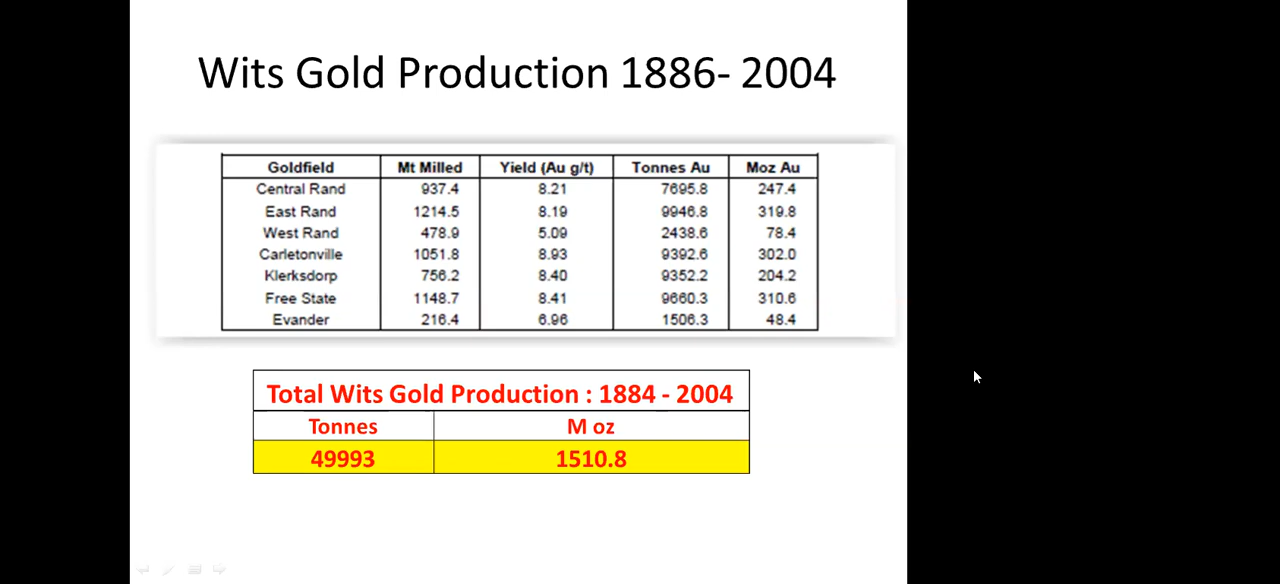 Wits Gold Production 1886- 2004
Goldfield Mt Milled Yield (Au g/t) Tonnes Au Moz Au
Central Rand 937.4 8.21 7695.8 247.4
East Rand 1214.5 8.19 9946.8 319.8
West Rand 478.9 5.09 2438.6 78.4
Carletonville 1051.8 8.93 9392.6 302.0
Klerksdorp 756.2 8.40 9352.2 204.2
Free State 1148.7 8.41 9660.3 310.6
Evander 216.4 6.96 1506.3 48.4
Total Wits Gold Production : 1884 - 2004
Tonnes M oz
49993 1510.8